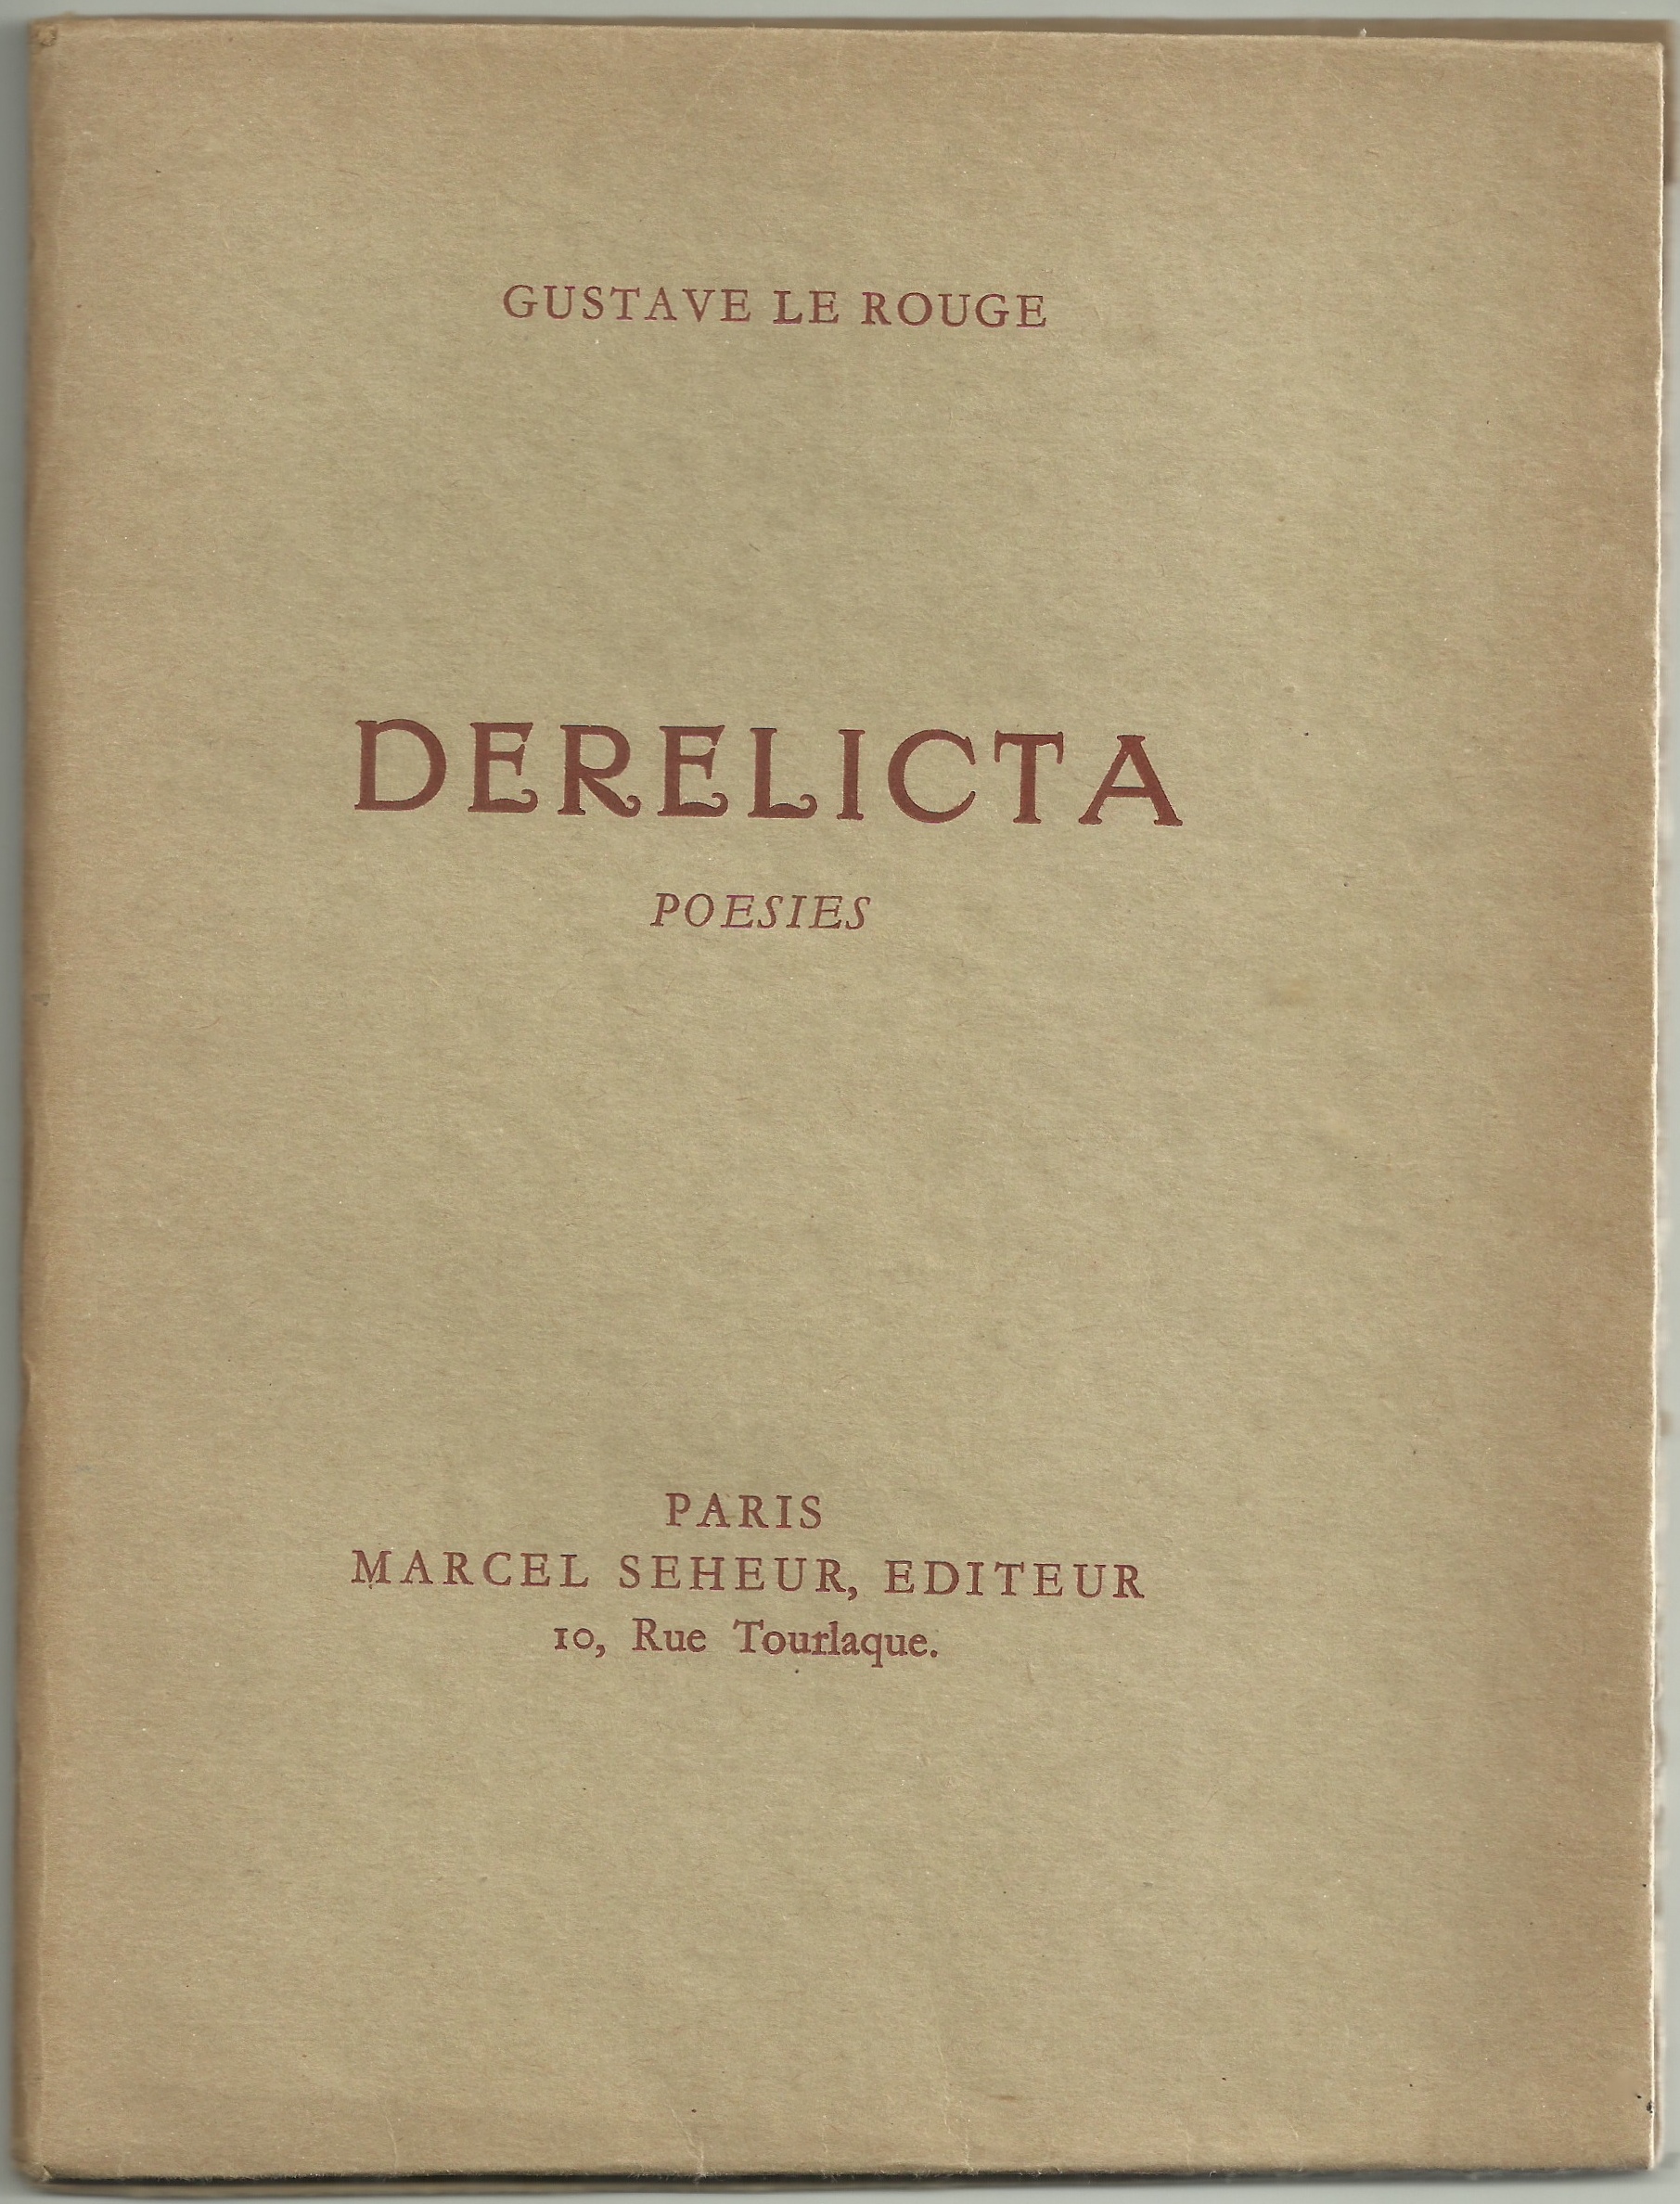 GUSTAVE LE ROUGE
DERELICTA
POESIES
PARIS
MARCEL SEHEUR, EDITEUR
10, Rue Tourlaque.